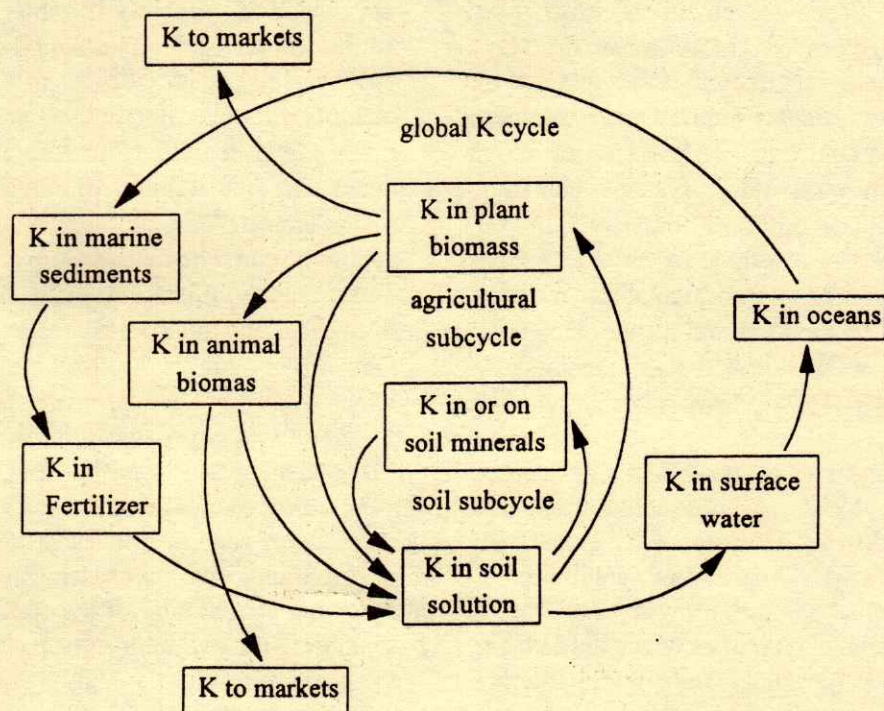 K to markets
global K cycle
K in plant
biomass
K in marine
sediments
agricultural
subcycle
K in oceans
K in animal
biomas
K in or on
soil minerals
K in
Fertilizer
K in surface
water
soil subcycle
K in soil
solution
K to markets